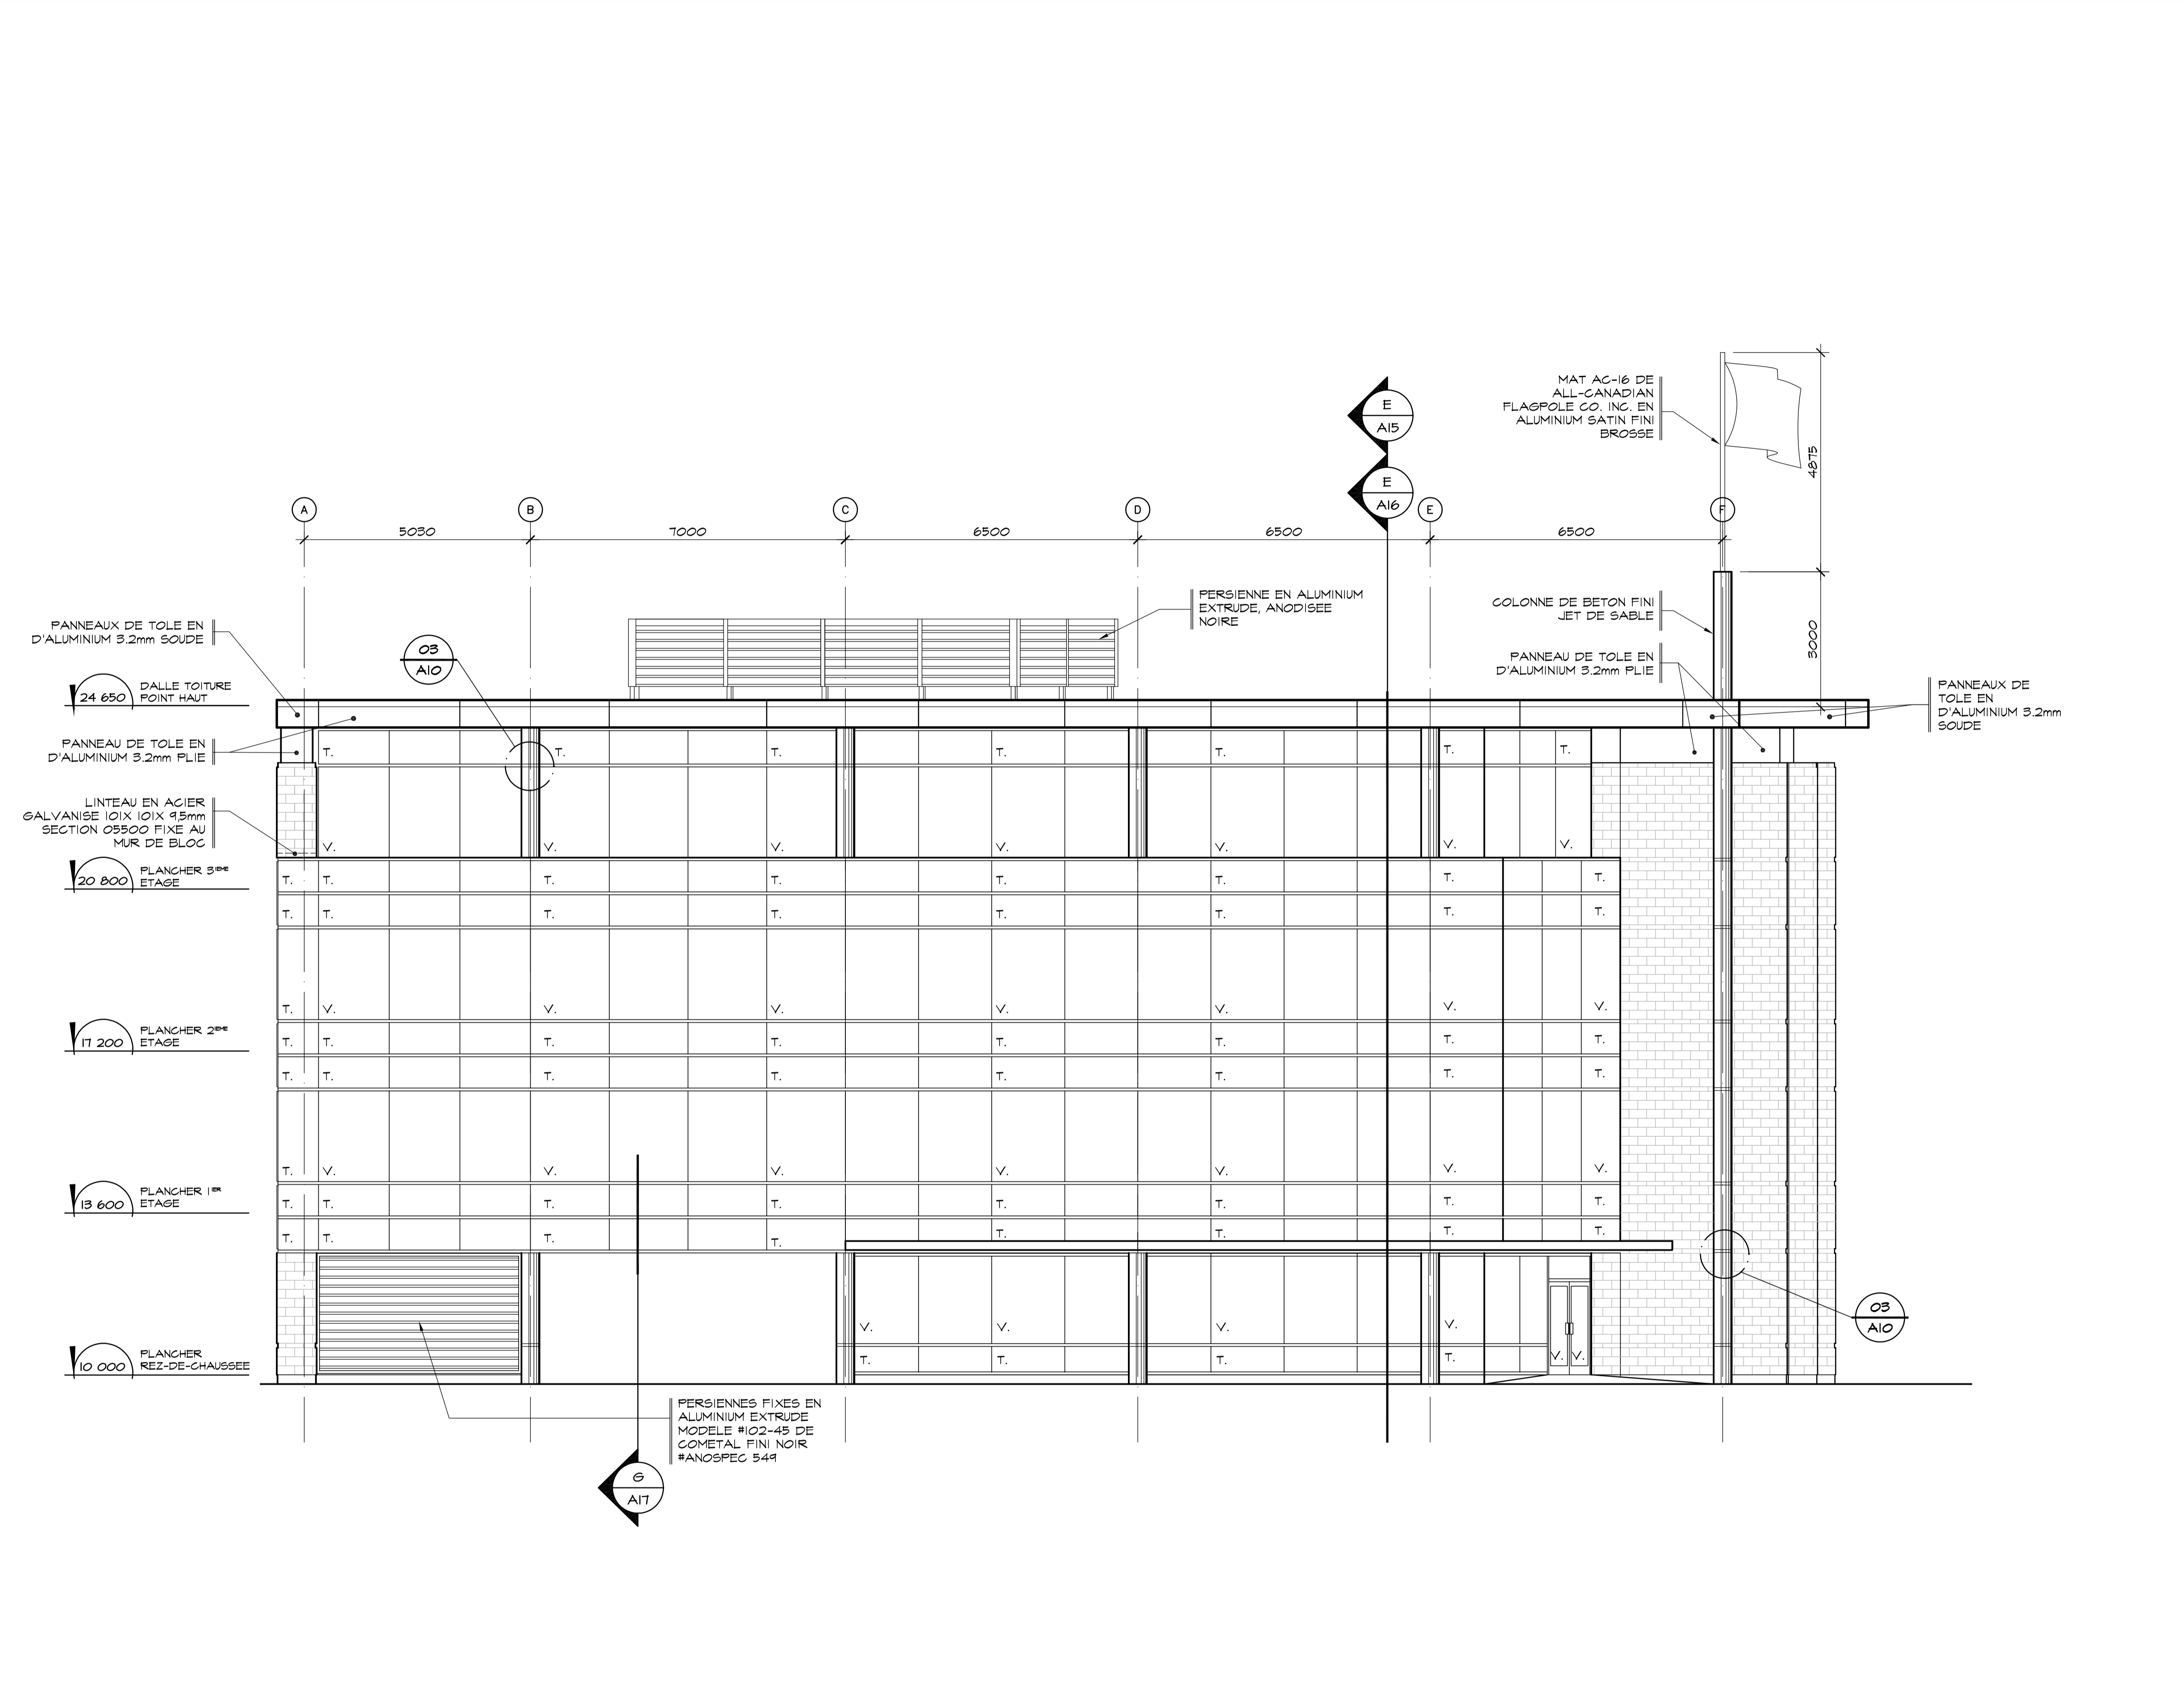 MAT AC-16 DE
ALL-CANADIAN
FLAGPOLE CO. INC. EN
ALUMINIUM SATIN FINI
BROSSE
4875
E
A15
E
A16
A
B
C
D
E
F
5030
7000
6500
6500
6500
PERSIENNE EN ALUMINIUM
EXTRUDE, ANODISEE
NOIRE
COLONNE DE BETON FINI
JET DE SABLE
3000
PANNEAUX DE TOLE EN
D'ALUMINIUM 3.2mm SOUDE
03
A10
PANNEAU DE TOLE EN
D'ALUMINIUM 3.2mm PLIE
24 650
DALLE TOITURE
POINT HAUT
PANNEAUX DE
TOLE EN
D'ALUMINIUM 3.2mm
SOUDE
PANNEAU DE TOLE EN
D'ALUMINIUM 3.2mm PLIE
T. T. T. T. T. T. T.
LINTEAU EN ACIER
GALVANISE 101X 101X 9,5mm
SECTION 05500 FIXE AU
MUR DE BLOC
V. V. V. V. V. V. V.
20 800
PLANCHER 3IEME
ETAGE
T. T. T. T. T. T. T. T.
T. T. T. T. T. T. T. T.
T. V. V. V. V. V. V. V.
17 200
PLANCHER 2EME
ETAGE
T. T. T. T. T. T. T. T.
T. T. T. T. T. T. T. T.
T. V. V. V. V. V. V. V.
13 600
PLANCHER 1ER
ETAGE
T. T. T. T. T. T. T. T.
T. T. T. T. T. T. T. T.
03
A10
V. V. V. V.
10 000
PLANCHER
REZ-DE-CHAUSSEE
T. T. T. T. V. V.
PERSIENNES FIXES EN
ALUMINIUM EXTRUDE
MODELE #102-45 DE
COMETAL FINI NOIR
#ANOSPEC 549
G
A17